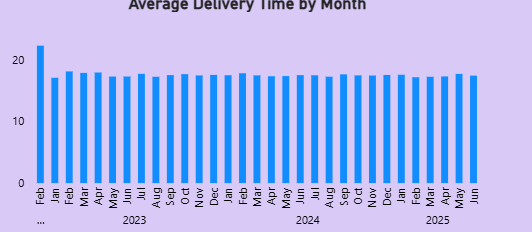 Average Delivery Time by Month
20
10
0
Feb Jan Feb Mar Apr May Jun Jul Aug Sep Oct Nov Dec Jan Feb Mar Apr May Jun Jul Aug Sep Oct Nov Dec Jan Feb Mar Apr May Jun
... 2023 2024 2025